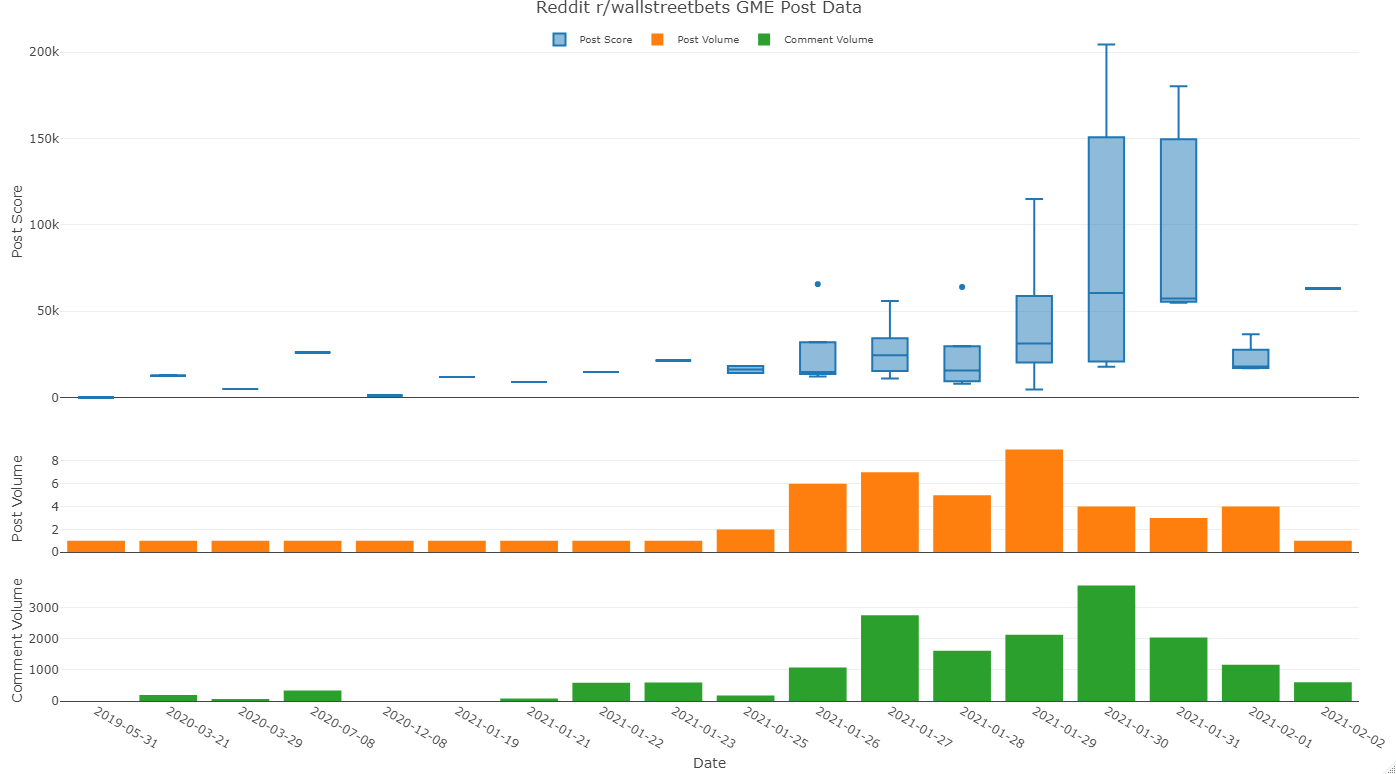 Reddit r/wallstreetbets GME Post Data
Post Score
Post Volume
Comment Volume
Post Score
200k
150k
100k
50k
0
Post Volume
8
6
4
2
0
Comment Volume
3000
2000
1000
0
2019-05-31
2020-03-21
2020-03-29
2020-07-08
2020-12-08
2021-01-19
2021-01-21
2021-01-22
2021-01-23
2021-01-25
2021-01-26
2021-01-27
2021-01-28
2021-01-29
2021-01-30
2021-01-31
2021-02-01
2021-02-02
Date